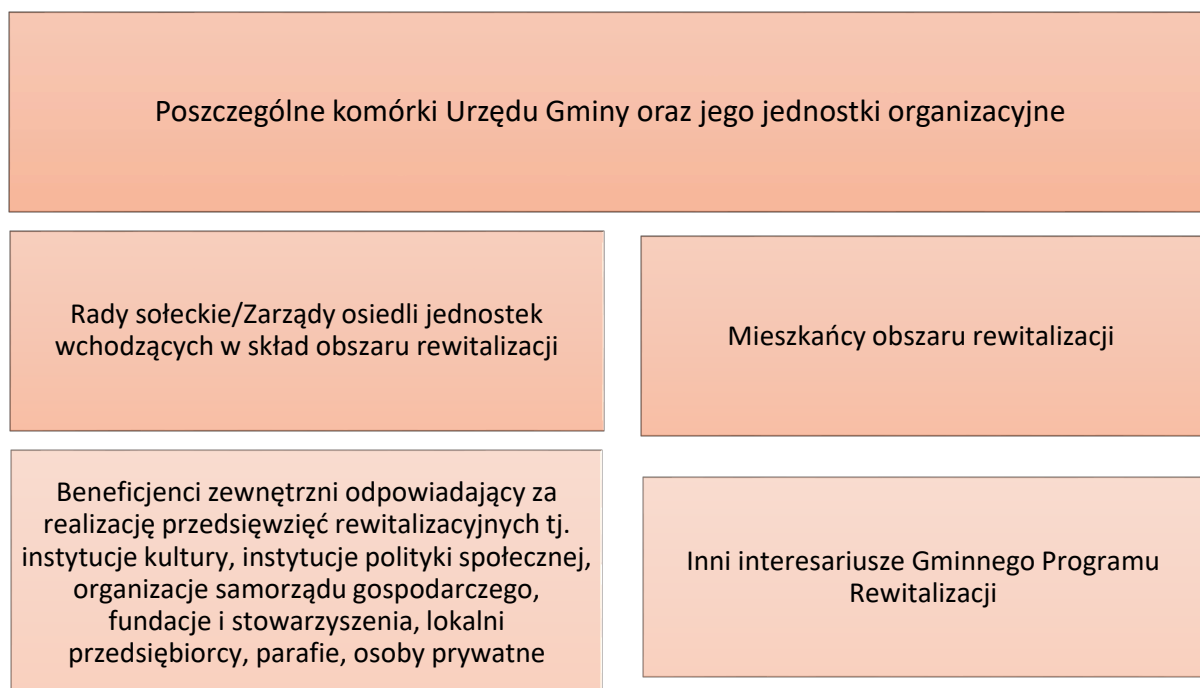 Poszczególne komórki Urzędu Gminy oraz jego jednostki organizacyjne
Rady sołeckie/Zarządy osiedli jednostek
wchodzących w skład obszaru rewitalizacji
Mieszkańcy obszaru rewitalizacji
Beneficjenci zewnętrzni odpowiadający za
realizację przedsięwzięć rewitalizacyjnych tj.
instytucje kultury, instytucje polityki społecznej,
organizacje samorządu gospodarczego,
fundacje i stowarzyszenia, lokalni
przedsiębiorcy, parafie, osoby prywatne
Inni interesariusze Gminnego Programu
Rewitalizacji